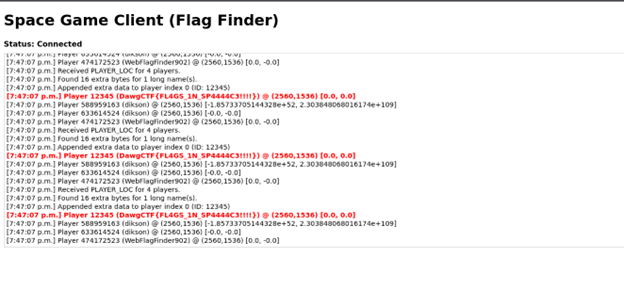 Space Game Client (Flag Finder)
Status: Connected
[7:47:07 p.m.] Player 633614524 (dikson) @ (2560,1536) [-0.0, -0.0]
[7:47:07 p.m.] Player 474172523 (WebFlagFinder902) @ (2560,1536) [0.0, -0.0]
[7:47:07 p.m.] Received PLAYER_LOC for 4 players.
[7:47:07 p.m.] Found 16 extra bytes for 1 long name(s).
[7:47:07 p.m.] Appended extra data to player index 0 (ID: 12345)
[7:47:07 p.m.] Player 12345 (DawgCTF{FL4GS_1N_SP4444C3!!!!}) @ (2560,1536) [0.0, 0.0]
[7:47:07 p.m.] Player 588959163 (dikson) @ (2560,1536) [-1.85733705144328e+52, 2.303848068016174e+109]
[7:47:07 p.m.] Player 633614524 (dikson) @ (2560,1536) [-0.0, -0.0]
[7:47:07 p.m.] Player 474172523 (WebFlagFinder902) @ (2560,1536) [0.0, -0.0]
[7:47:07 p.m.] Received PLAYER_LOC for 4 players.
[7:47:07 p.m.] Found 16 extra bytes for 1 long name(s).
[7:47:07 p.m.] Appended extra data to player index 0 (ID: 12345)
[7:47:07 p.m.] Player 12345 (DawgCTF{FL4GS_1N_SP4444C3!!!!}) @ (2560,1536) [0.0, 0.0]
[7:47:07 p.m.] Player 588959163 (dikson) @ (2560,1536) [-1.85733705144328e+52, 2.303848068016174e+109]
[7:47:07 p.m.] Player 633614524 (dikson) @ (2560,1536) [-0.0, -0.0]
[7:47:07 p.m.] Player 474172523 (WebFlagFinder902) @ (2560,1536) [0.0, -0.0]
[7:47:07 p.m.] Received PLAYER_LOC for 4 players.
[7:47:07 p.m.] Found 16 extra bytes for 1 long name(s).
[7:47:07 p.m.] Appended extra data to player index 0 (ID: 12345)
[7:47:07 p.m.] Player 12345 (DawgCTF{FL4GS_1N_SP4444C3!!!!}) @ (2560,1536) [0.0, 0.0]
[7:47:07 p.m.] Player 588959163 (dikson) @ (2560,1536) [-1.85733705144328e+52, 2.303848068016174e+109]
[7:47:07 p.m.] Player 633614524 (dikson) @ (2560,1536) [-0.0, -0.0]
[7:47:07 p.m.] Player 474172523 (WebFlagFinder902) @ (2560,1536) [0.0, -0.0]